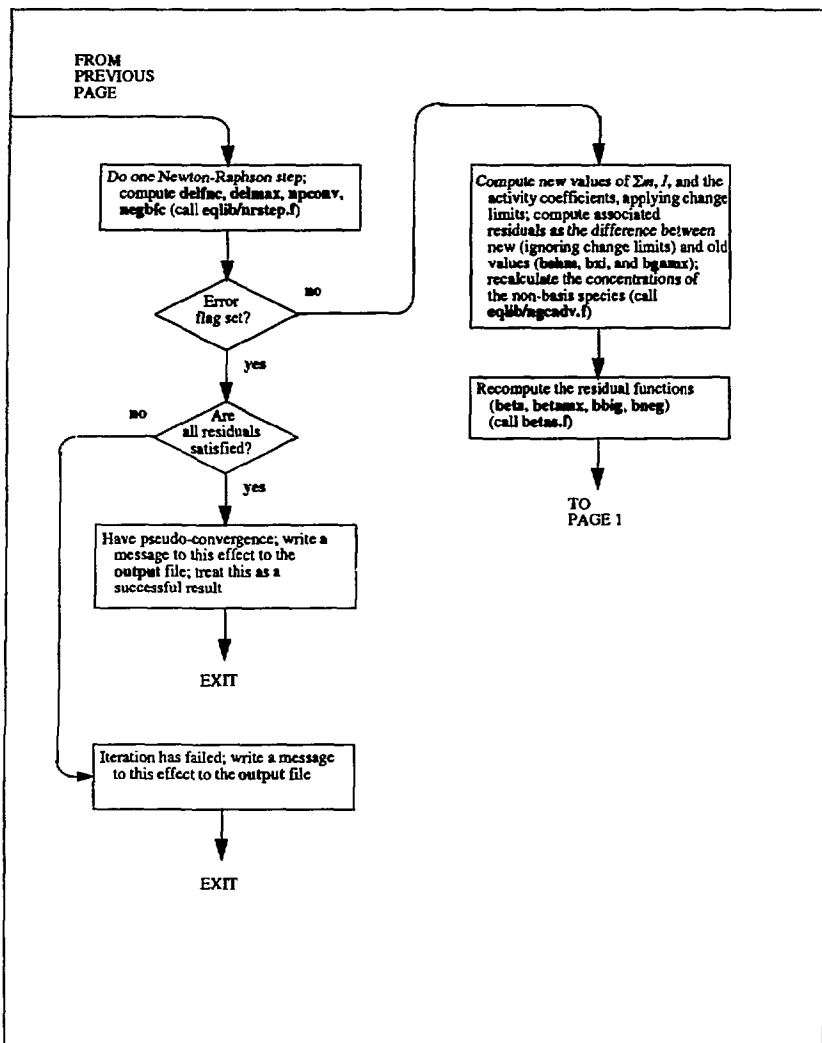 FROM
PREVIOUS
PAGE
Do one Newton-Raphson step;
compute delfnc, delmax, npconv,
negbfc (call eqlib/nrstep.f)
Error
flag set?
no
yes
no
Are
all residuals
satisfied?
yes
Have pseudo-convergence; write a
message to this effect to the
output file; treat this as a
successful result
EXIT
Iteration has failed; write a message
to this effect to the output file
EXIT
Compute new values of Σm, I, and the
activity coefficients, applying change
limits; compute associated
residuals as the difference between
new (ignoring change limits) and old
values (bshm, bxi, and bgamx);
recalculate the concentrations of
the non-basis species (call
eqlib/ngcadv.f)
Recompute the residual functions
(beta, betamx, bbig, bneg)
(call betas.f)
TO
PAGE 1